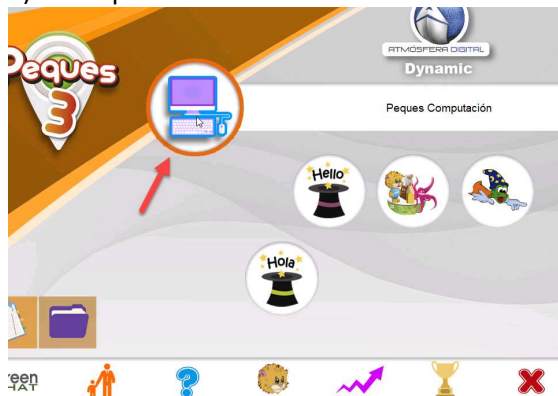 Peques
3
ATMÓSFERA DIGITAL
Dynamic
Peques Computación
Hello
Hola